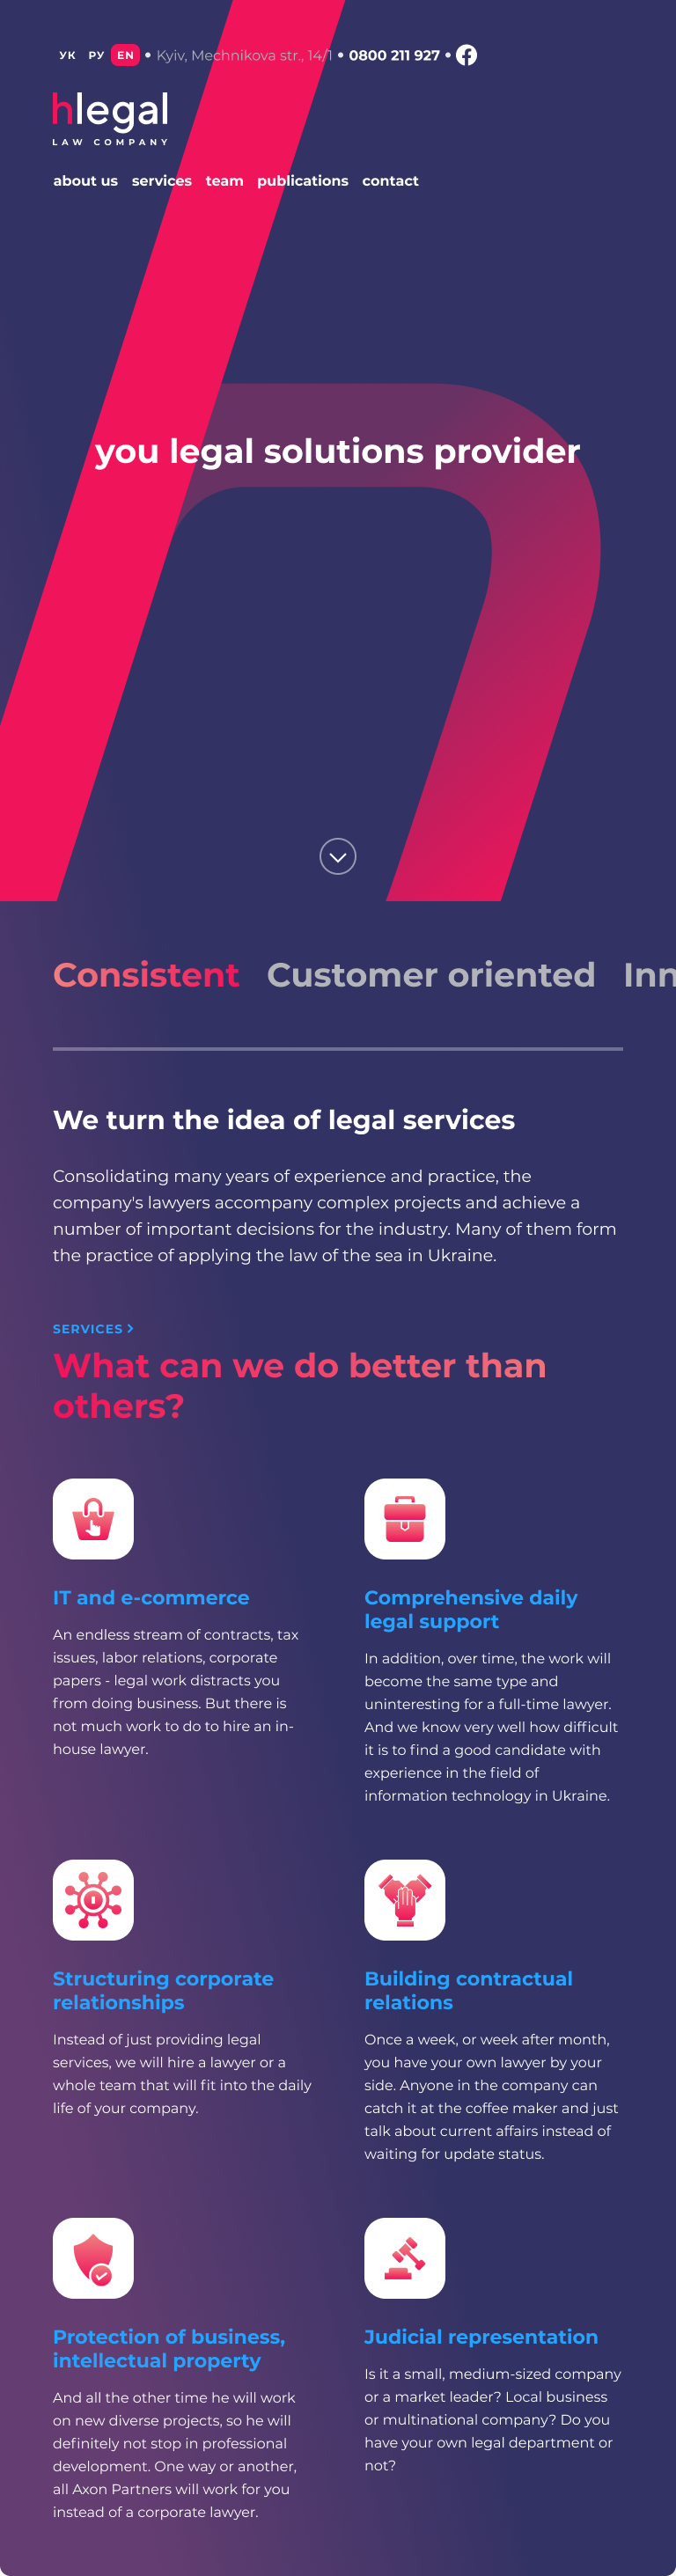 УК РУ EN • Kyiv, Mechnikova str., 14/1 • 0800 211 927 •
hlegal
LAW COMPANY
about us services team publications contact
you legal solutions provider
Consistent Customer oriented Inn
We turn the idea of legal services
Consolidating many years of experience and practice, the
company's lawyers accompany complex projects and achieve a
number of important decisions for the industry. Many of them form
the practice of applying the law of the sea in Ukraine.
SERVICES
What can we do better than
others?
IT and e-commerce
An endless stream of contracts, tax
issues, labor relations, corporate
papers - legal work distracts you
from doing business. But there is
not much work to do to hire an in-
house lawyer.
Comprehensive daily
legal support
In addition, over time, the work will
become the same type and
uninteresting for a full-time lawyer.
And we know very well how difficult
it is to find a good candidate with
experience in the field of
information technology in Ukraine.
Structuring corporate
relationships
Instead of just providing legal
services, we will hire a lawyer or a
whole team that will fit into the daily
life of your company.
Building contractual
relations
Once a week, or week after month,
you have your own lawyer by your
side. Anyone in the company can
catch it at the coffee maker and just
talk about current affairs instead of
waiting for update status.
Protection of business,
intellectual property
And all the other time he will work
on new diverse projects, so he will
definitely not stop in professional
development. One way or another,
all Axon Partners will work for you
instead of a corporate lawyer.
Judicial representation
Is it a small, medium-sized company
or a market leader? Local business
or multinational company? Do you
have your own legal department or
not?